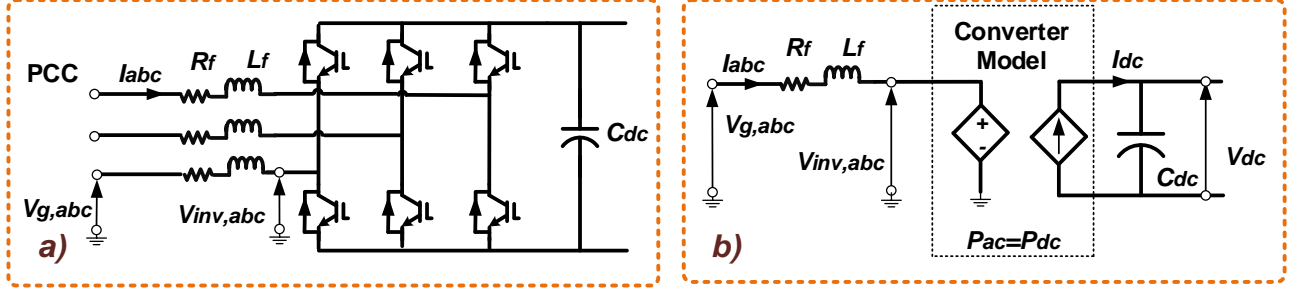 PCC
Iabc
Rf
Lf
Vg,abc
Vinv,abc
Cdc
a)
Iabc
Rf
Lf
Converter
Model
Idc
Vg,abc
Vinv,abc
+
-
Cdc
Vdc
Pac=Pdc
b)